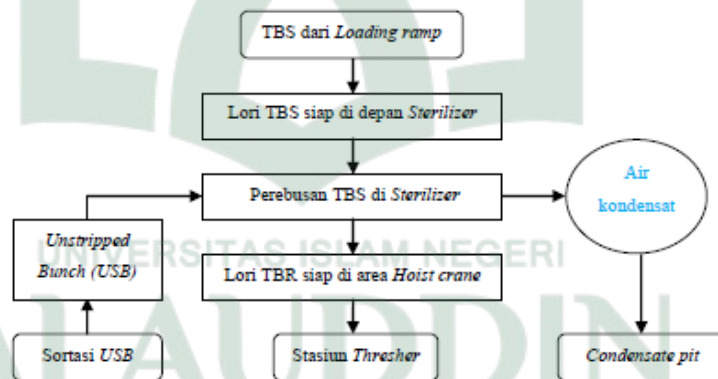 TBS dari Loading ramp
Lori TBS siap di depan Sterilizer
Perebusan TBS di Sterilizer
Air
kondensat
Unstripped
Bunch (USB)
UNIVERSITAS ISLAM NEGERI
Lori TBR siap di area Hoist crane
ALAUDDIN
Sortasi USB
Stasiun Thresher
Condensate pit